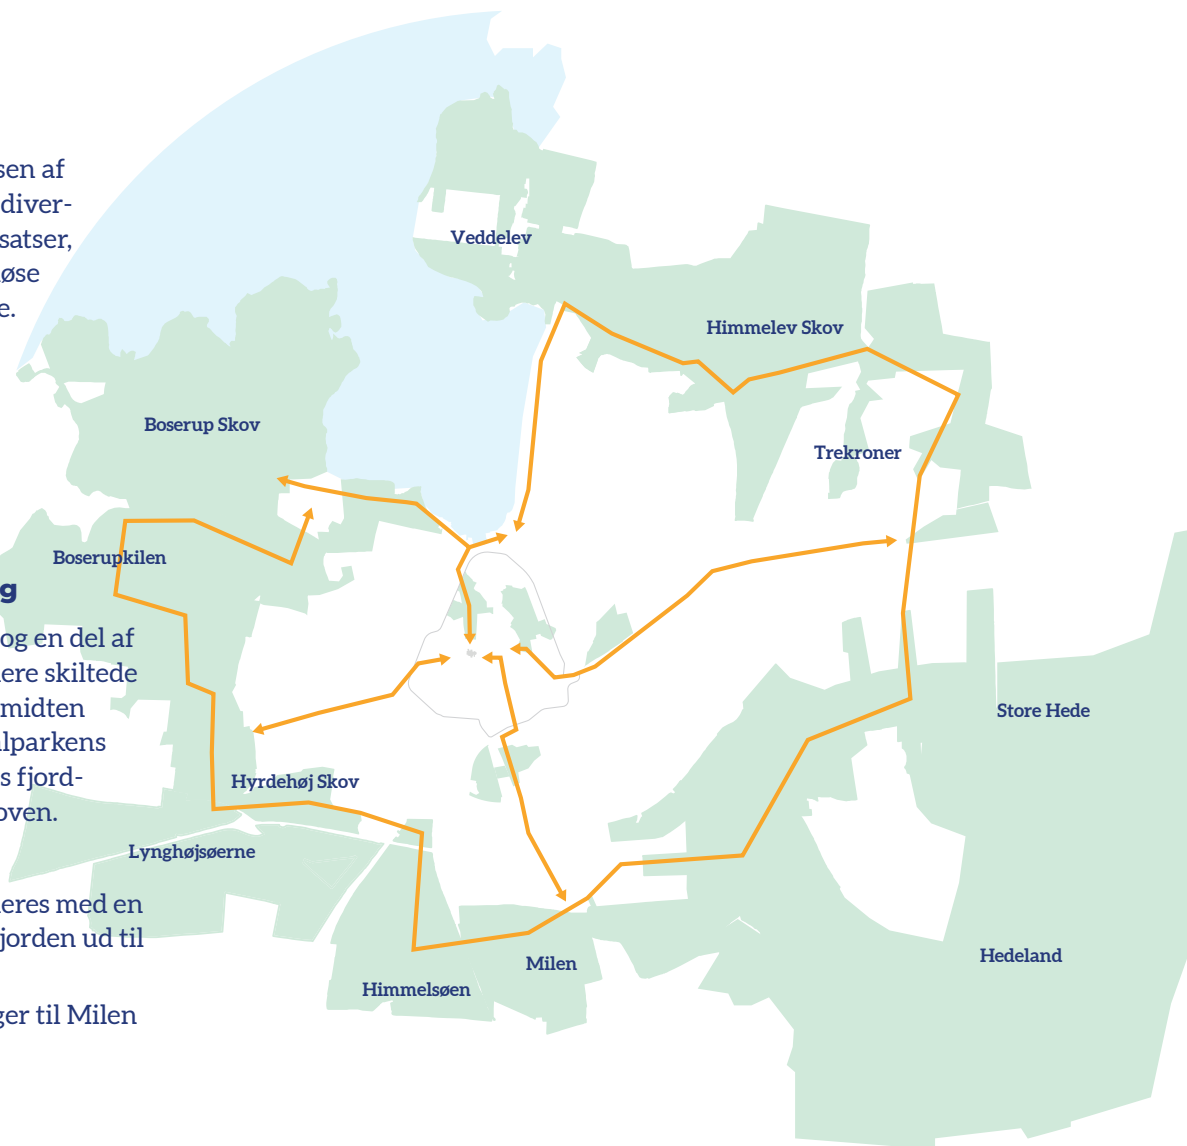 sen af
diver-
satser,
øse
e.
g
og en del af
ere skiltede
midten
alparkens
s fjord-
oven.
eres med en
jorden ud til
ger til Milen
Veddelev
Himmelev Skov
Boserup Skov
Trekroner
Boserupkilen
Store Hede
Hyrdehøj Skov
Lynghøjsøerne
Hedeland
Milen
Himmelsøen